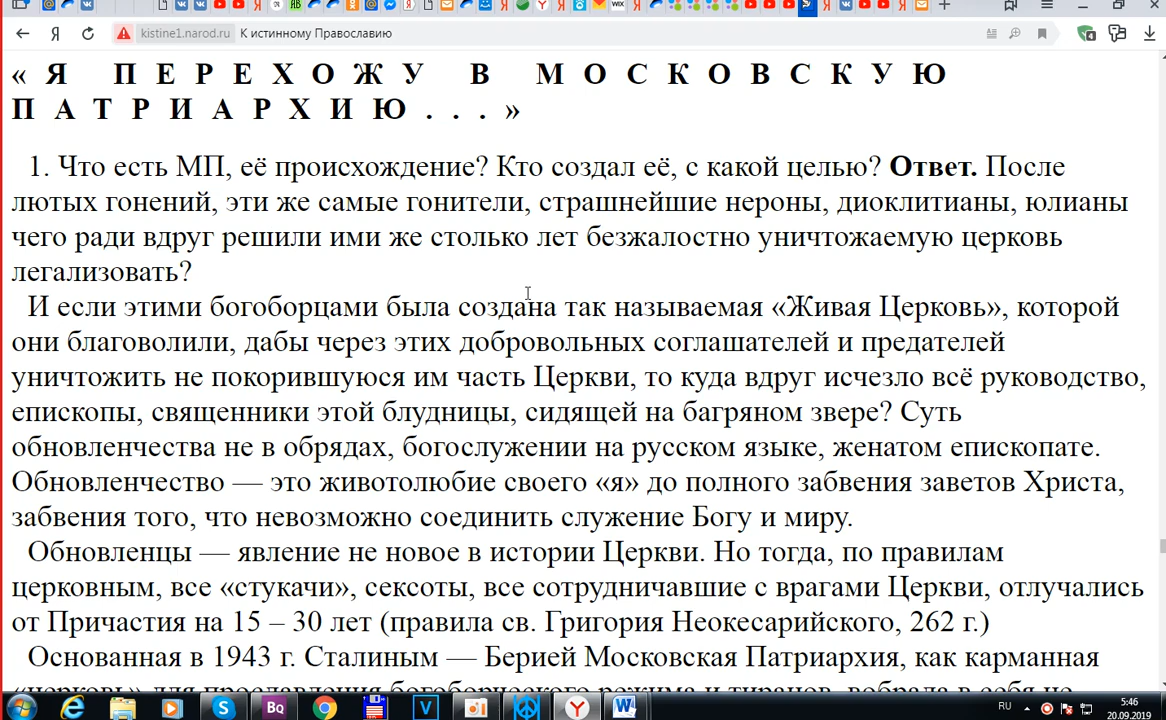 kistine1.narod.ru К истинному Православию
« Я ПЕРЕХОЖУ В МОСКОВСКУЮ
ПАТРИАРХИЮ...»
1. Что есть МП, её происхождение? Кто создал её, с какой целью? Ответ. После
лютых гонений, эти же самые гонители, страшнейшие нероны, диоклитианы, юлианы
чего ради вдруг решили ими же столько лет безжалостно уничтожаемую церковь
легализовать?
И если этими богоборцами была создана так называемая «Живая Церковь», которой
они благоволили, дабы через этих добровольных соглашателей и предателей
уничтожить не покорившуюся им часть Церкви, то куда вдруг исчезло всё руководство,
епископы, священники этой блудницы, сидящей на багряном звере? Суть
обновленчества не в обрядах, богослужении на русском языке, женатом епископате.
Обновленчество — это животолюбие своего «я» до полного забвения заветов Христа,
забвения того, что невозможно соединить служение Богу и миру.
Обновленцы — явление не новое в истории Церкви. Но тогда, по правилам
церковным, все «стукачи», сексоты, все сотрудничавшие с врагами Церкви, отлучались
от Причастия на 15 – 30 лет (правила св. Григория Неокесарийского, 262 г.)
Основанная в 1943 г. Сталиным — Берией Московская Патриархия, как карманная
RU
5:46
20.09.2019